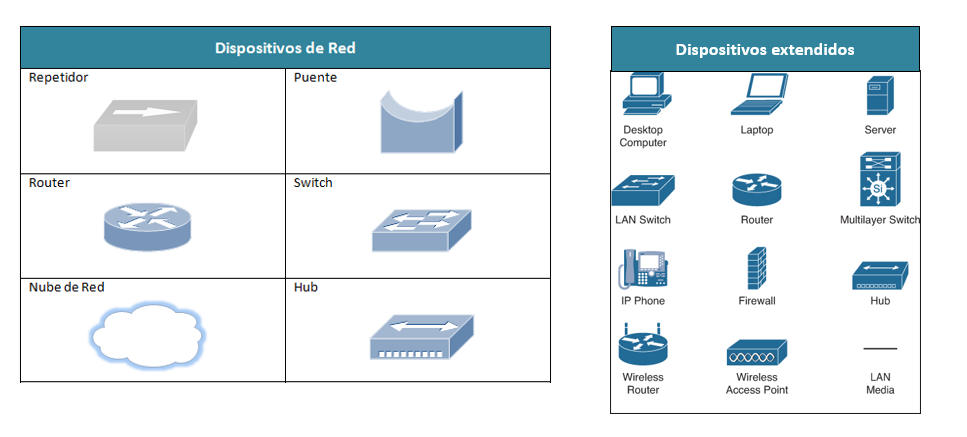 Dispositivos de Red
Repetidor
Puente
Router
Switch
Nube de Red
Hub
Dispositivos extendidos
Desktop
Computer
Laptop
Server
LAN Switch
Router
Si
Multilayer Switch
IP Phone
Firewall
Hub
Wireless
Router
Wireless
Access Point
LAN
Media